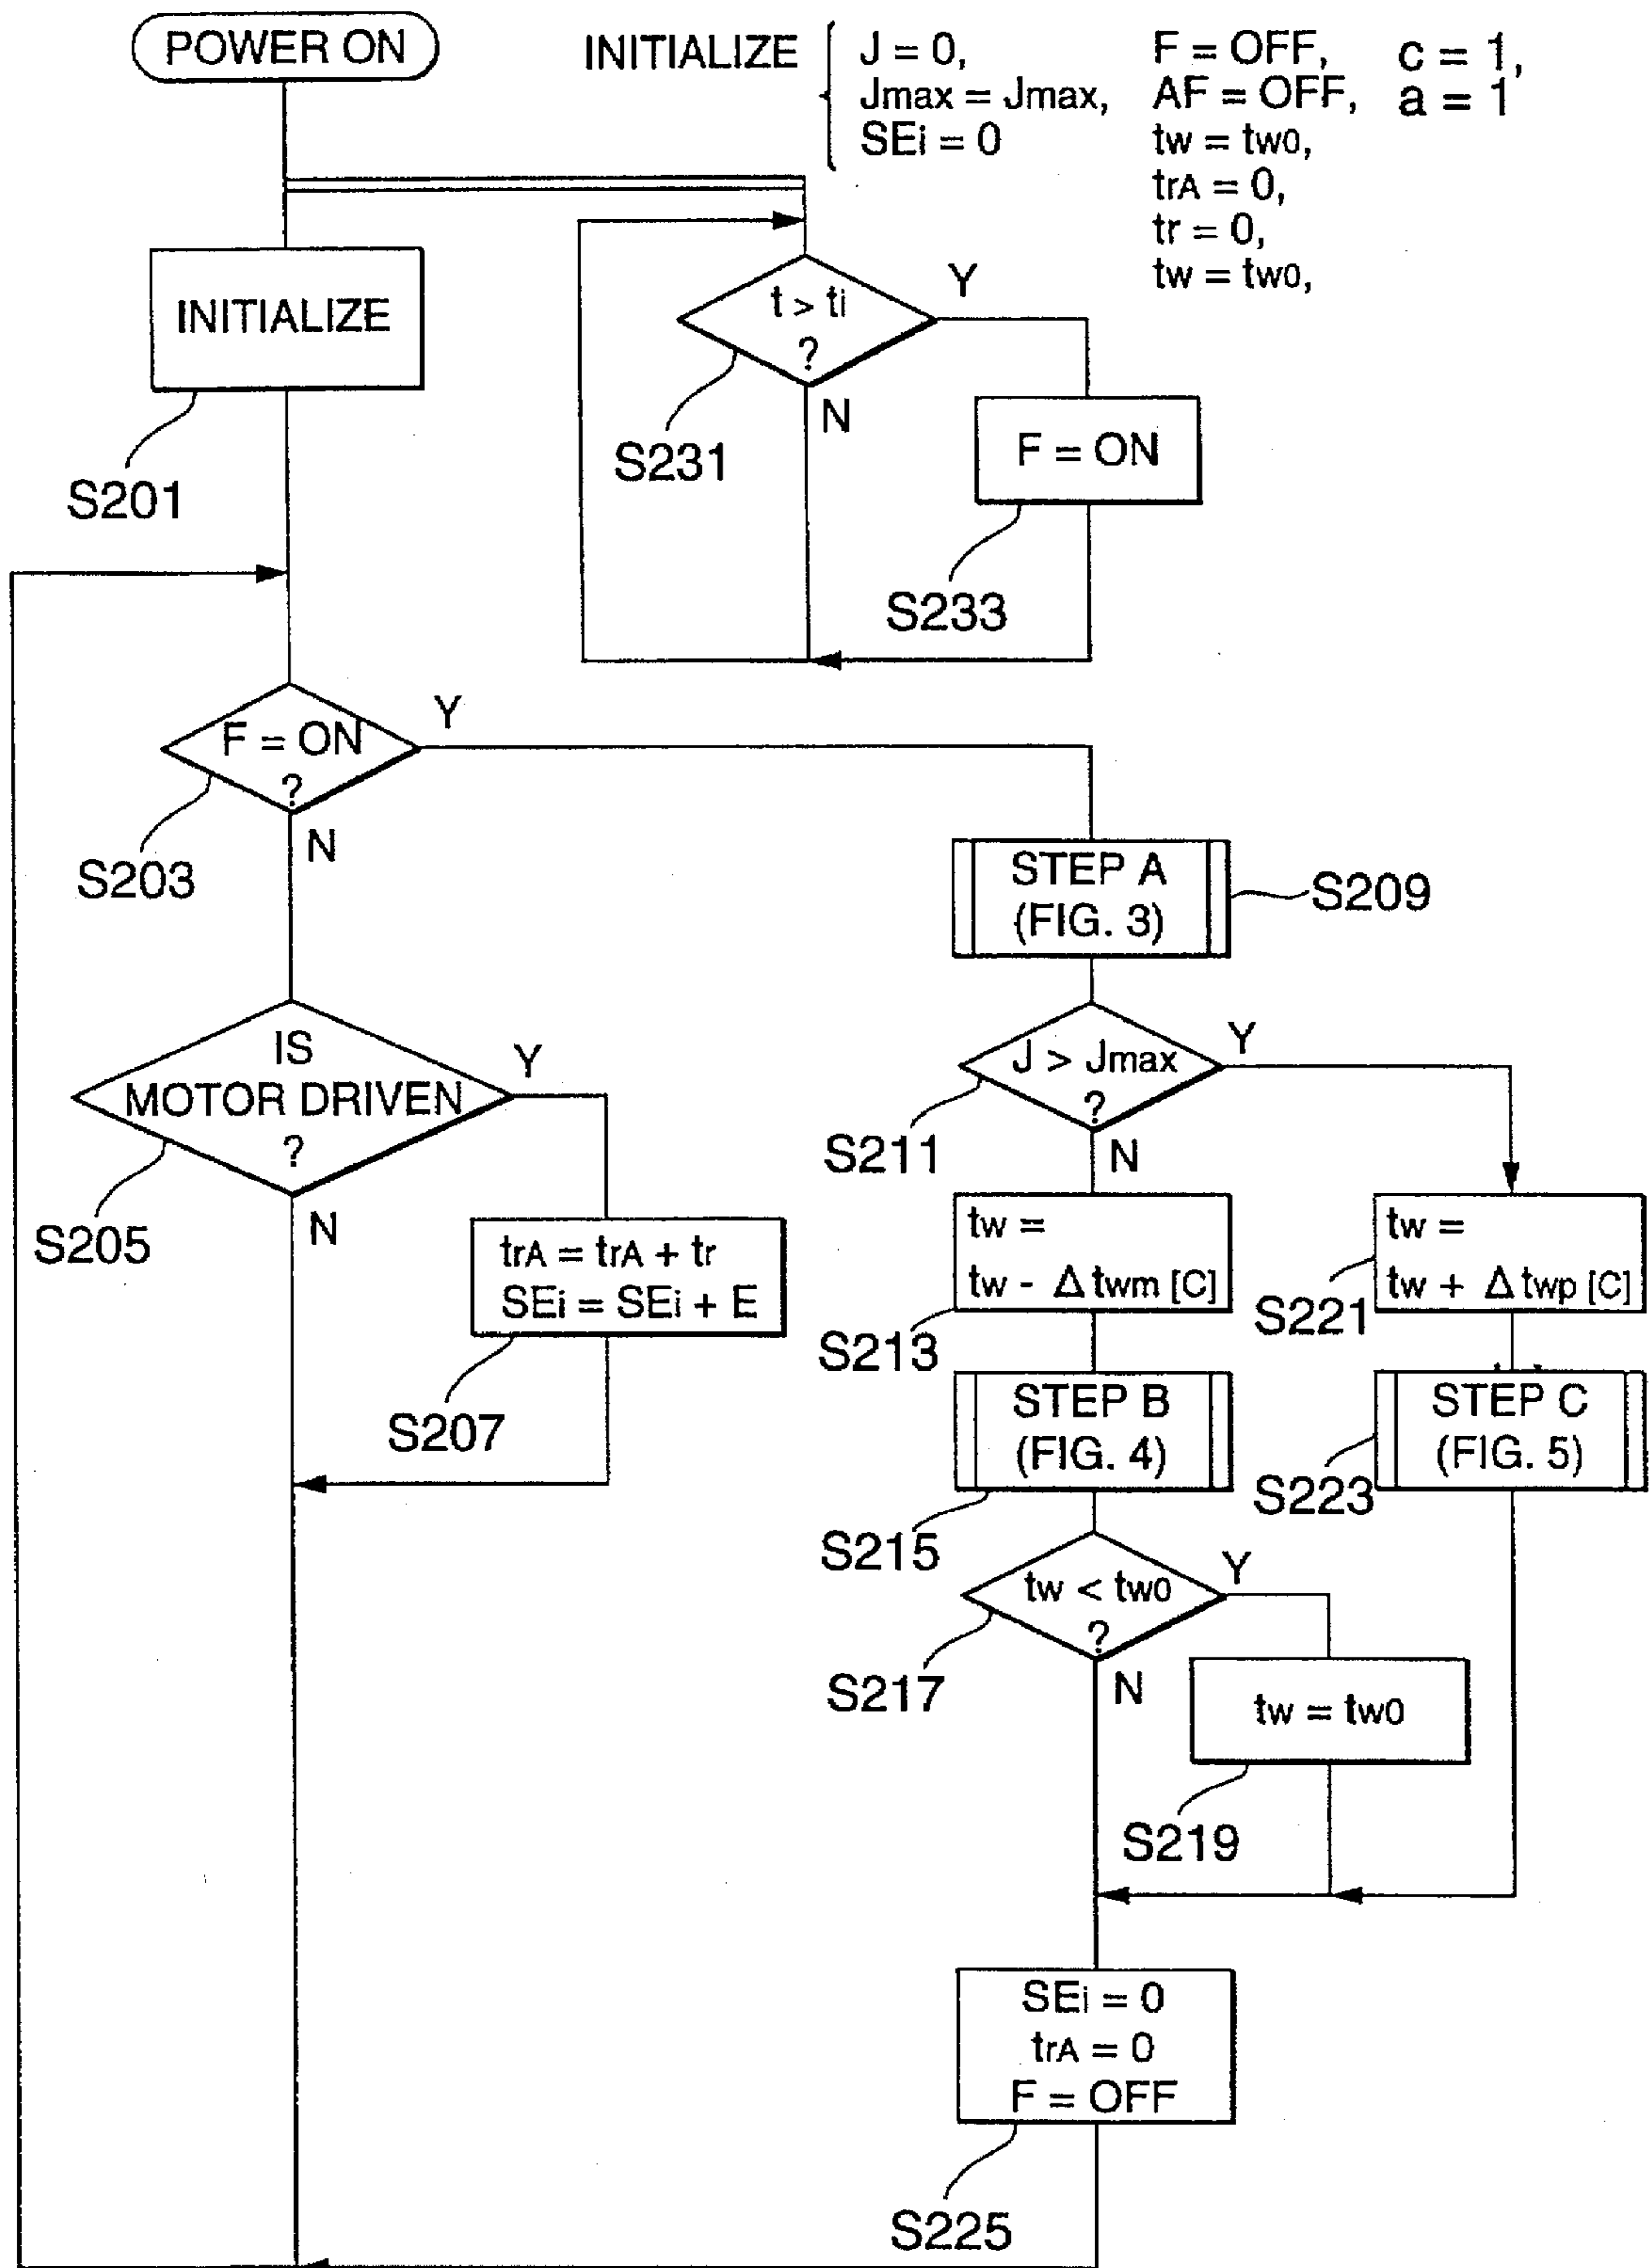 POWER ON
INITIALIZE
J = 0,
Jmax = Jmax,
SEi = 0
F = OFF,
AF = OFF,
tw = tw0,
trA = 0,
tr = 0,
tw = tw0,
c = 1,
a = 1
INITIALIZE
S201
t > ti
?
Y
N
S231
F = ON
S233
F = ON
?
Y
N
S203
STEP A
(FIG. 3)
S209
IS
MOTOR DRIVEN
?
Y
N
S205
trA = trA + tr
SEi = SEi + E
S207
J > Jmax
?
Y
N
S211
tw =
tw - Δ twm [C]
S213
tw =
tw + Δ twp [C]
S221
STEP B
(FIG. 4)
S215
STEP C
(FIG. 5)
S223
tw < tw0
?
Y
N
S217
tw = tw0
S219
SEi = 0
trA = 0
F = OFF
S225